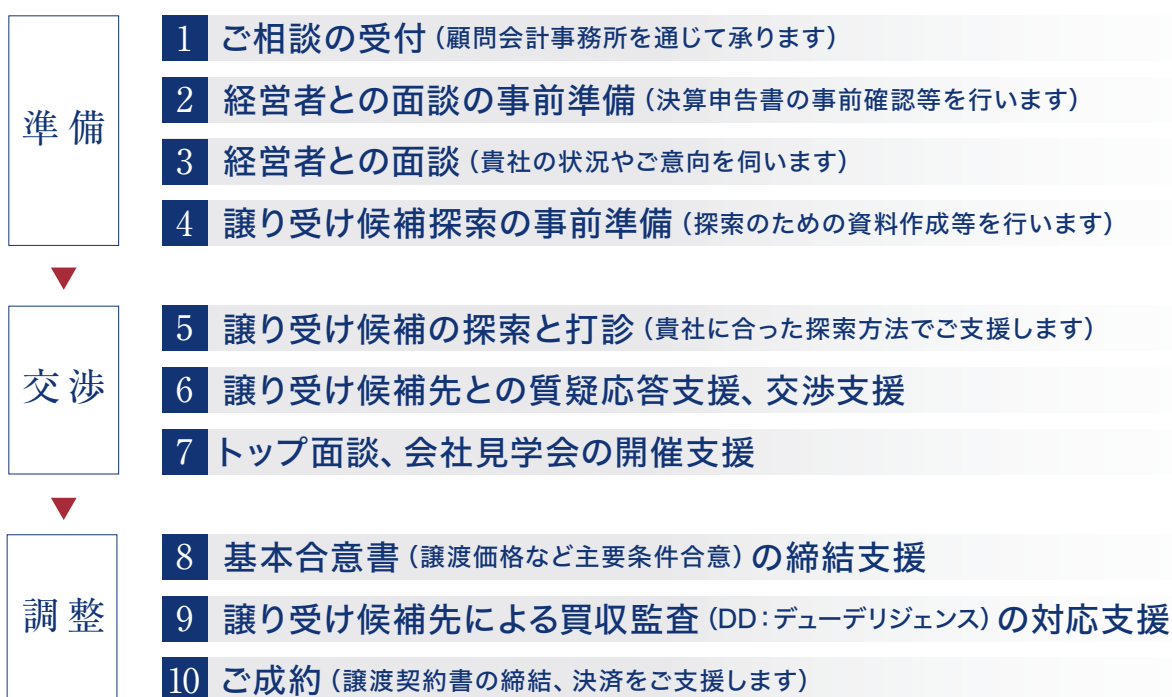 準備
1 ご相談の受付（顧問会計事務所を通じて承ります）
2 経営者との面談の事前準備（決算申告書の事前確認等を行います）
3 経営者との面談（貴社の状況やご意向を伺います）
4 譲り受け候補探索の事前準備（探索のための資料作成等を行います）
交渉
5 譲り受け候補の探索と打診（貴社に合った探索方法でご支援します）
6 譲り受け候補先との質疑応答支援、交渉支援
7 トップ面談、会社見学会の開催支援
調整
8 基本合意書（譲渡価格など主要条件合意）の締結支援
9 譲り受け候補先による買収監査（DD：デューデリジェンス）の対応支援
10 ご成約（譲渡契約書の締結、決済をご支援します）